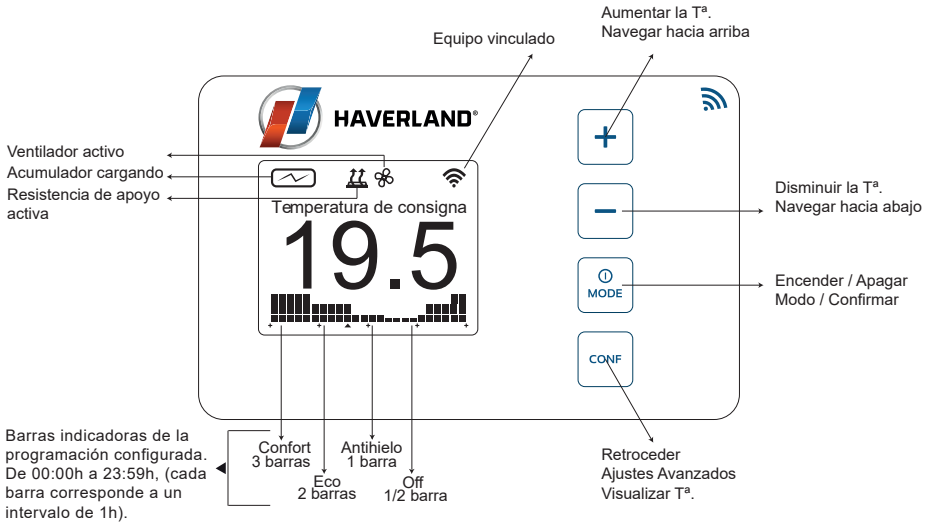 Aumentar la Tª.
Navegar hacia arriba
Equipo vinculado
HAVERLAND®
Ventilador activo
Acumulador cargando
Resistencia de apoyo
activa
Temperatura de consigna
19.5
+
−
Disminuir la Tª.
Navegar hacia abajo
MODE
Encender / Apagar
Modo / Confirmar
CONF
Barras indicadoras de la
programación configurada.
De 00:00h a 23:59h, (cada
barra corresponde a un
intervalo de 1h).
Confort
3 barras
Eco
2 barras
Antihielo
1 barra
Off
1/2 barra
Retroceder
Ajustes Avanzados
Visualizar Tª.